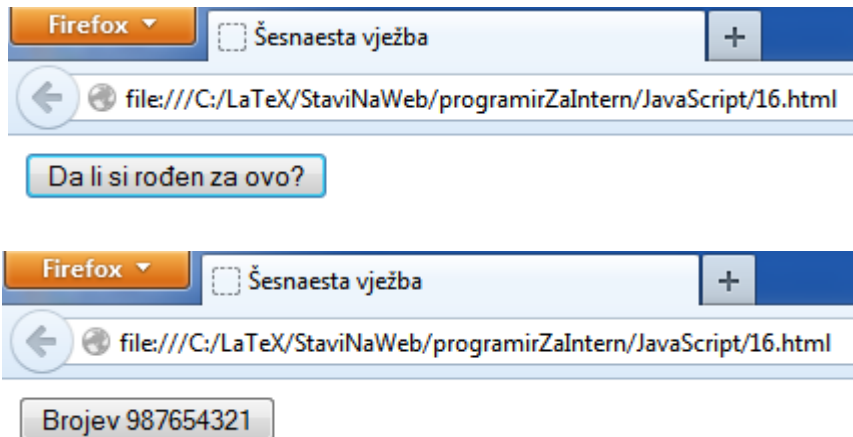 Firefox
Šesnaesta vježba
file:///C:/LaTeX/StaviNaWeb/programirZaIntern/JavaScript/16.html
Da li si rođen za ovo?
Firefox
Šesnaesta vježba
file:///C:/LaTeX/StaviNaWeb/programirZaIntern/JavaScript/16.html
Brojev 987654321